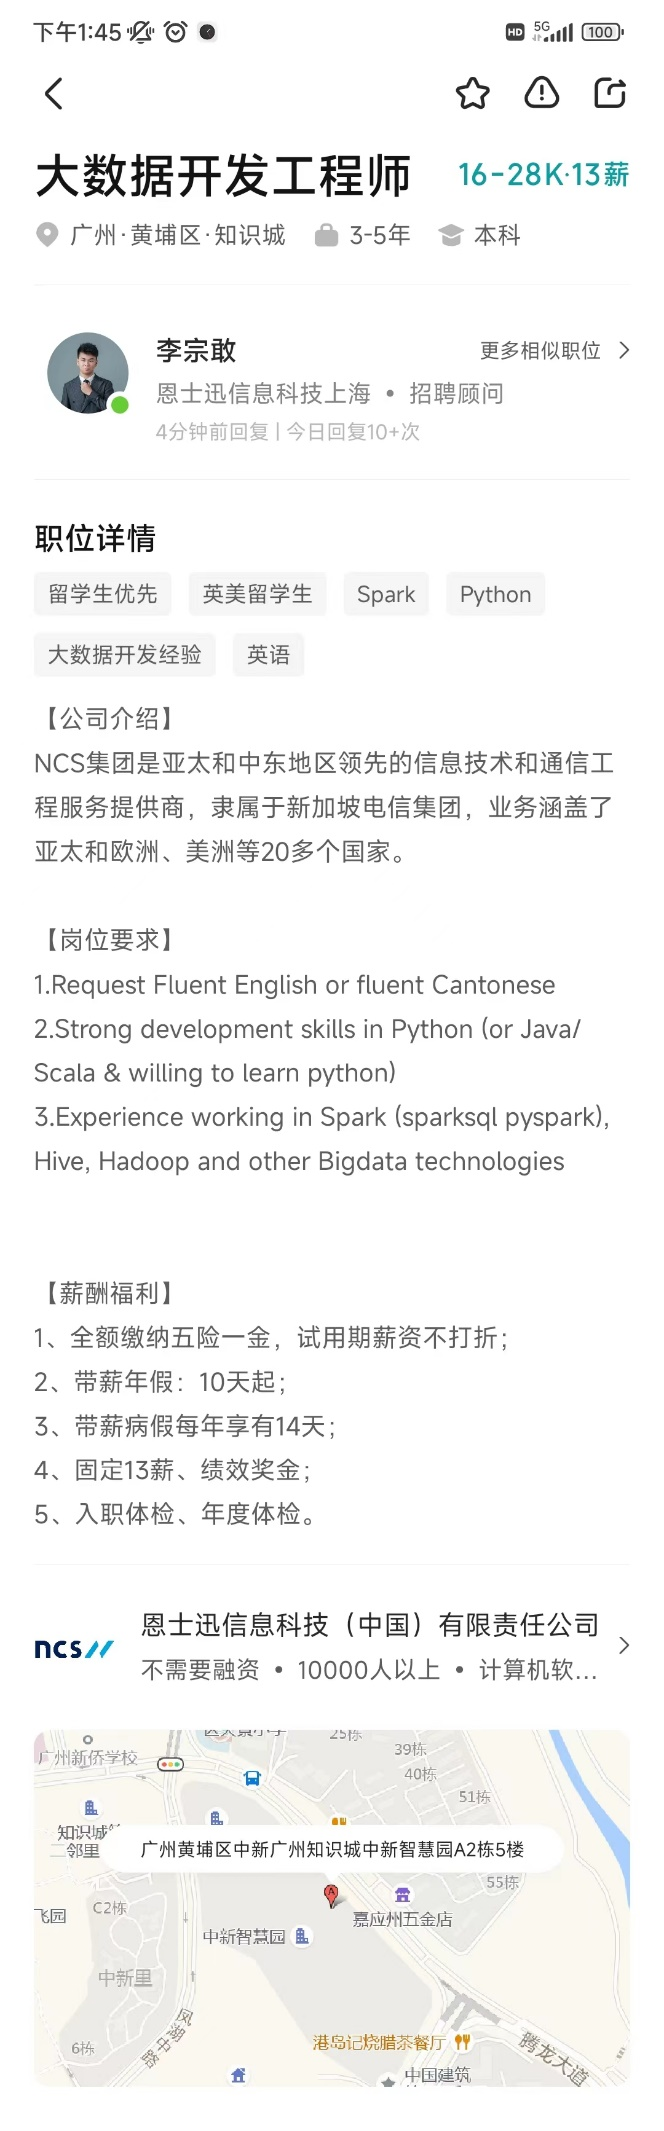 下午1:45
HD 5G 100
大数据开发工程师 16-28K·13薪
广州·黄埔区·知识城 3-5年 本科
李宗敢 更多相似职位
恩士迅信息科技上海 • 招聘顾问
4分钟前回复 | 今日回复10+次
职位详情
留学生优先 英美留学生 Spark Python
大数据开发经验 英语
【公司介绍】
NCS集团是亚太和中东地区领先的信息技术和通信工
程服务提供商，隶属于新加坡电信集团，业务涵盖了
亚太和欧洲、美洲等20多个国家。
【岗位要求】
1.Request Fluent English or fluent Cantonese
2.Strong development skills in Python (or Java/
Scala & willing to learn python)
3.Experience working in Spark (sparksql pyspark),
Hive, Hadoop and other Bigdata technologies
【薪酬福利】
1、全额缴纳五险一金，试用期薪资不打折；
2、带薪年假：10天起；
3、带薪病假每年享有14天；
4、固定13薪、绩效奖金；
5、入职体检、年度体检。
ncs 恩士迅信息科技（中国）有限责任公司
不需要融资 • 10000人以上 • 计算机软...
25栋
广州新侨学校 39栋
40栋
51栋
知识城
二邻里
广州黄埔区中新广州知识城中新智慧园A2栋5楼
55栋
A
飞园 C2栋
嘉应州五金店
中新智慧园
中新里
凤湖中路
6栋
港岛记烧腊茶餐厅
腾龙大道
中国建筑